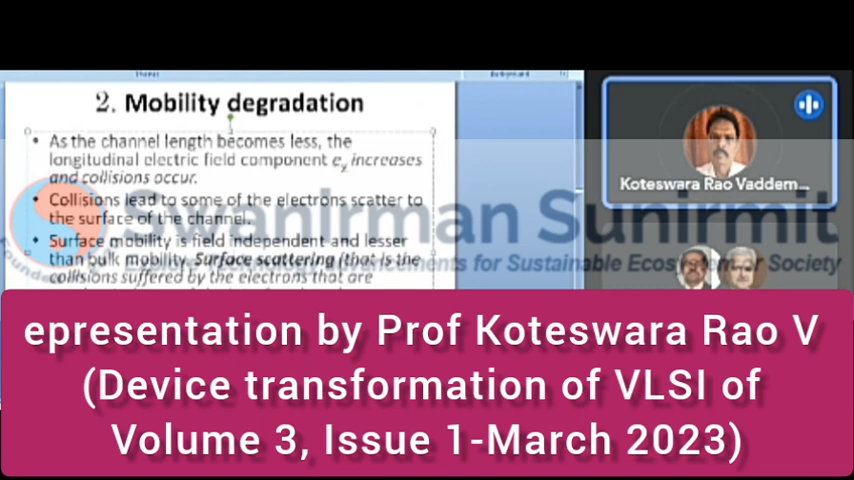 2. Mobility degradation
• As the channel length becomes less, the
longitudinal electric field component ey increases
and collisions occur.
• Collisions lead to some of the electrons scatter to
the surface of the channel.
• Surface mobility is field independent and lesser
than bulk mobility. Surface scattering (that is the
collisions suffered by the electrons that are
Koteswara Rao Vaddem...
Swanirman Sunirmit
for Sustainable Society
epresentation by Prof Koteswara Rao V
(Device transformation of VLSI of
Volume 3, Issue 1-March 2023)